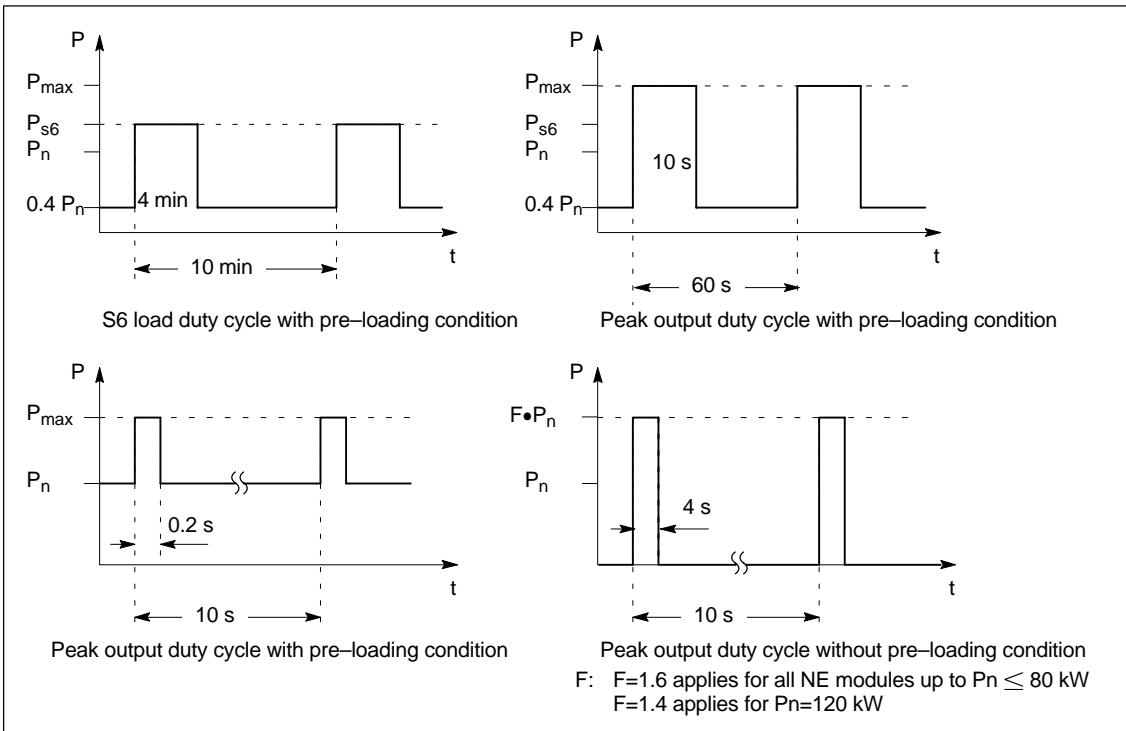 P
Pmax
Ps6
Pn
0.4 Pn
4 min
10 min
t
S6 load duty cycle with pre–loading condition
P
Pmax
Ps6
Pn
0.4 Pn
10 s
60 s
t
Peak output duty cycle with pre–loading condition
P
Pmax
Pn
0.2 s
10 s
t
Peak output duty cycle with pre–loading condition
P
F•Pn
Pn
4 s
10 s
t
Peak output duty cycle without pre–loading condition
F: F=1.6 applies for all NE modules up to Pn ≤ 80 kW
F=1.4 applies for Pn=120 kW